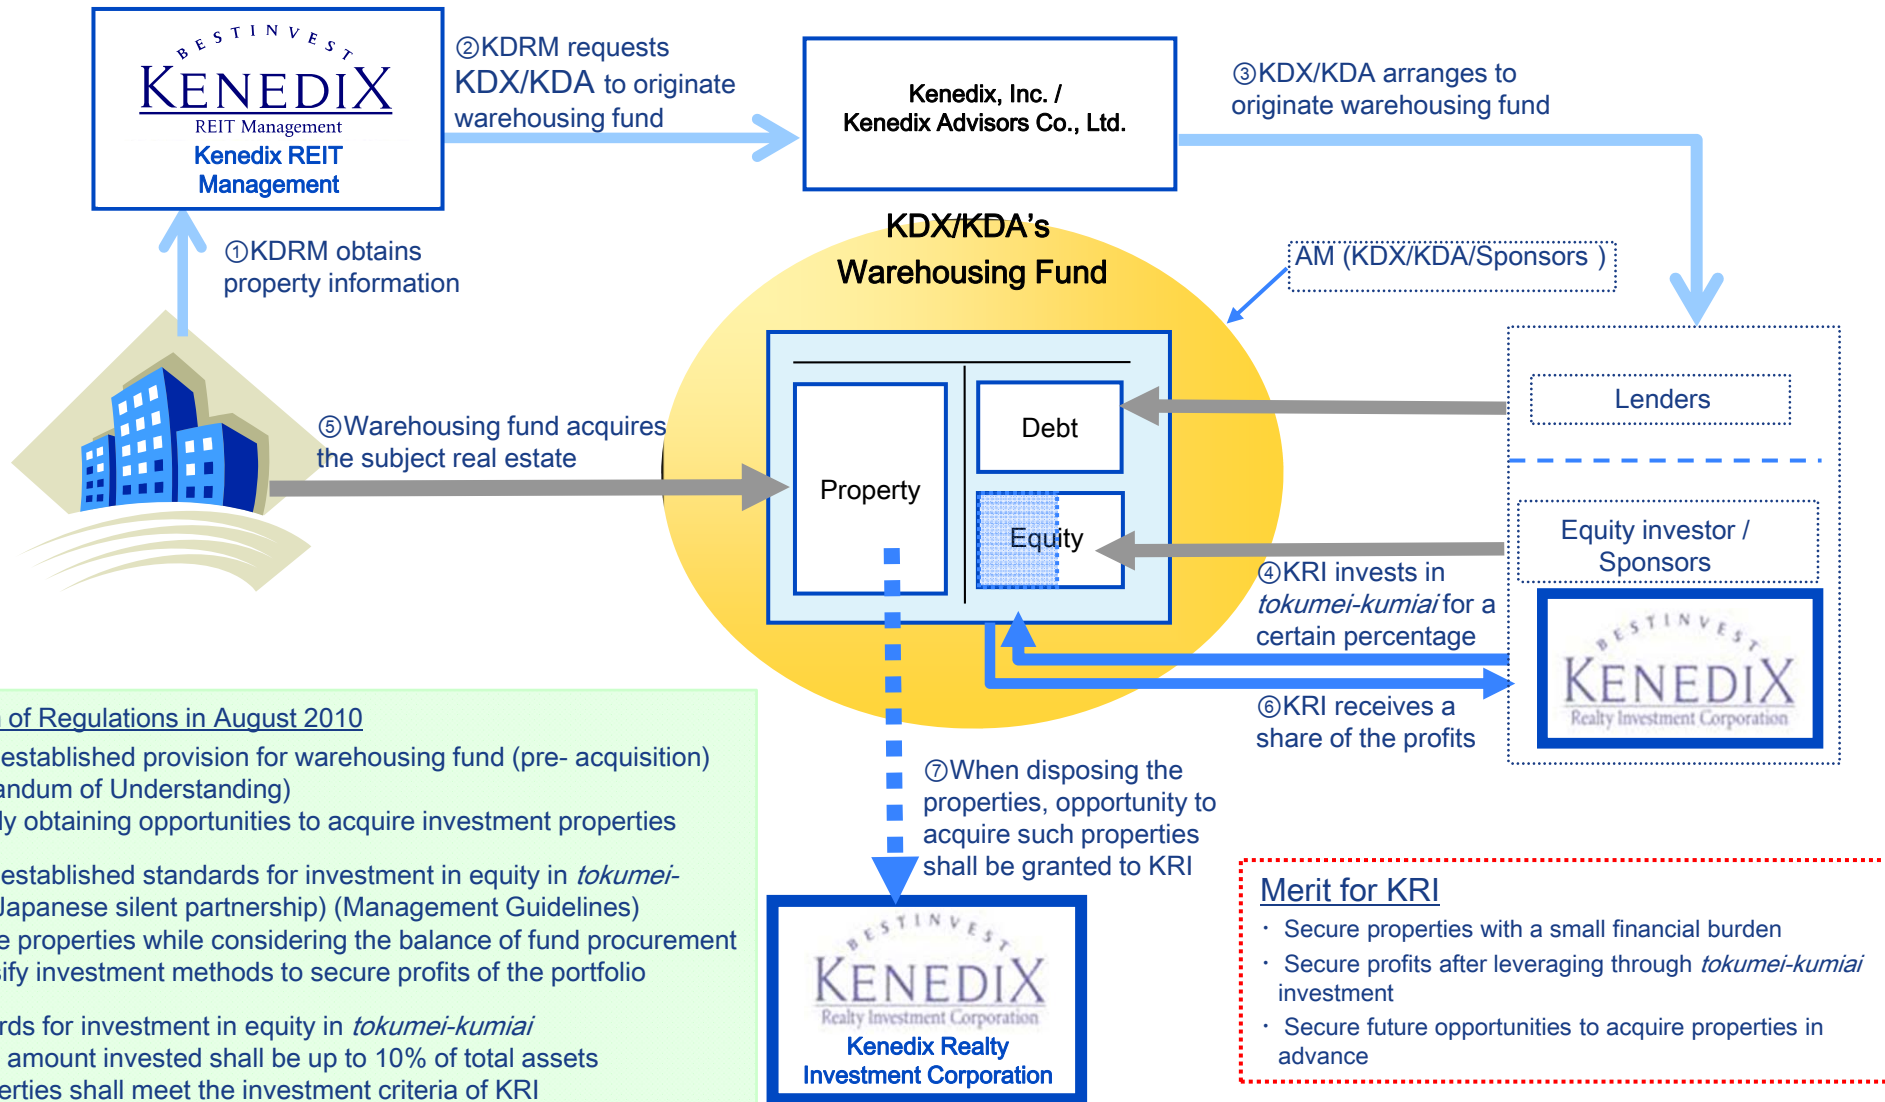 BESTINVEST
KENEDIX
REIT Management
Kenedix REIT
Management
②KDRM requests
KDX/KDA to originate
warehousing fund
Kenedix, Inc. /
Kenedix Advisors Co., Ltd.
③KDX/KDA arranges to
originate warehousing fund
①KDRM obtains
property information
KDX/KDA's
Warehousing Fund
AM (KDX/KDA/Sponsors )
⑤Warehousing fund acquires
the subject real estate
Property
Debt
Equity
Lenders
Equity investor /
Sponsors
④KRI invests in
tokumei-kumiai for a
certain percentage
BESTINVEST
KENEDIX
Realty Investment Corporation
⑥KRI receives a
share of the profits
⑦When disposing the
properties, opportunity to
acquire such properties
shall be granted to KRI
BESTINVEST
KENEDIX
Realty Investment Corporation
Kenedix Realty
Investment Corporation
of Regulations in August 2010
established provision for warehousing fund (pre- acquisition)
andum of Understanding)
ly obtaining opportunities to acquire investment properties
established standards for investment in equity in tokumei-
Japanese silent partnership) (Management Guidelines)
e properties while considering the balance of fund procurement
sify investment methods to secure profits of the portfolio
rds for investment in equity in tokumei-kumiai
amount invested shall be up to 10% of total assets
erties shall meet the investment criteria of KRI
Merit for KRI
・ Secure properties with a small financial burden
・ Secure profits after leveraging through tokumei-kumiai
investment
・ Secure future opportunities to acquire properties in
advance